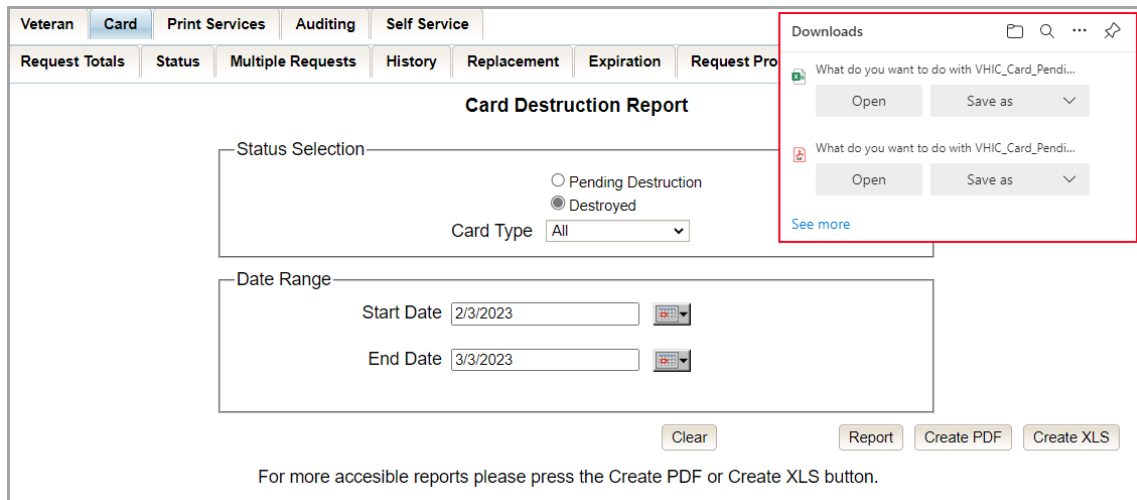 Veteran Card Print Services Auditing Self Service
Request Totals Status Multiple Requests History Replacement Expiration Request Pro
Downloads
What do you want to do with VHIC_Card_Pendi...
Open Save as
What do you want to do with VHIC_Card_Pendi...
Open Save as
See more
Card Destruction Report
Status Selection
Pending Destruction
Destroyed
Card Type All
Date Range
Start Date 2/3/2023
End Date 3/3/2023
Clear Report Create PDF Create XLS
For more accesible reports please press the Create PDF or Create XLS button.